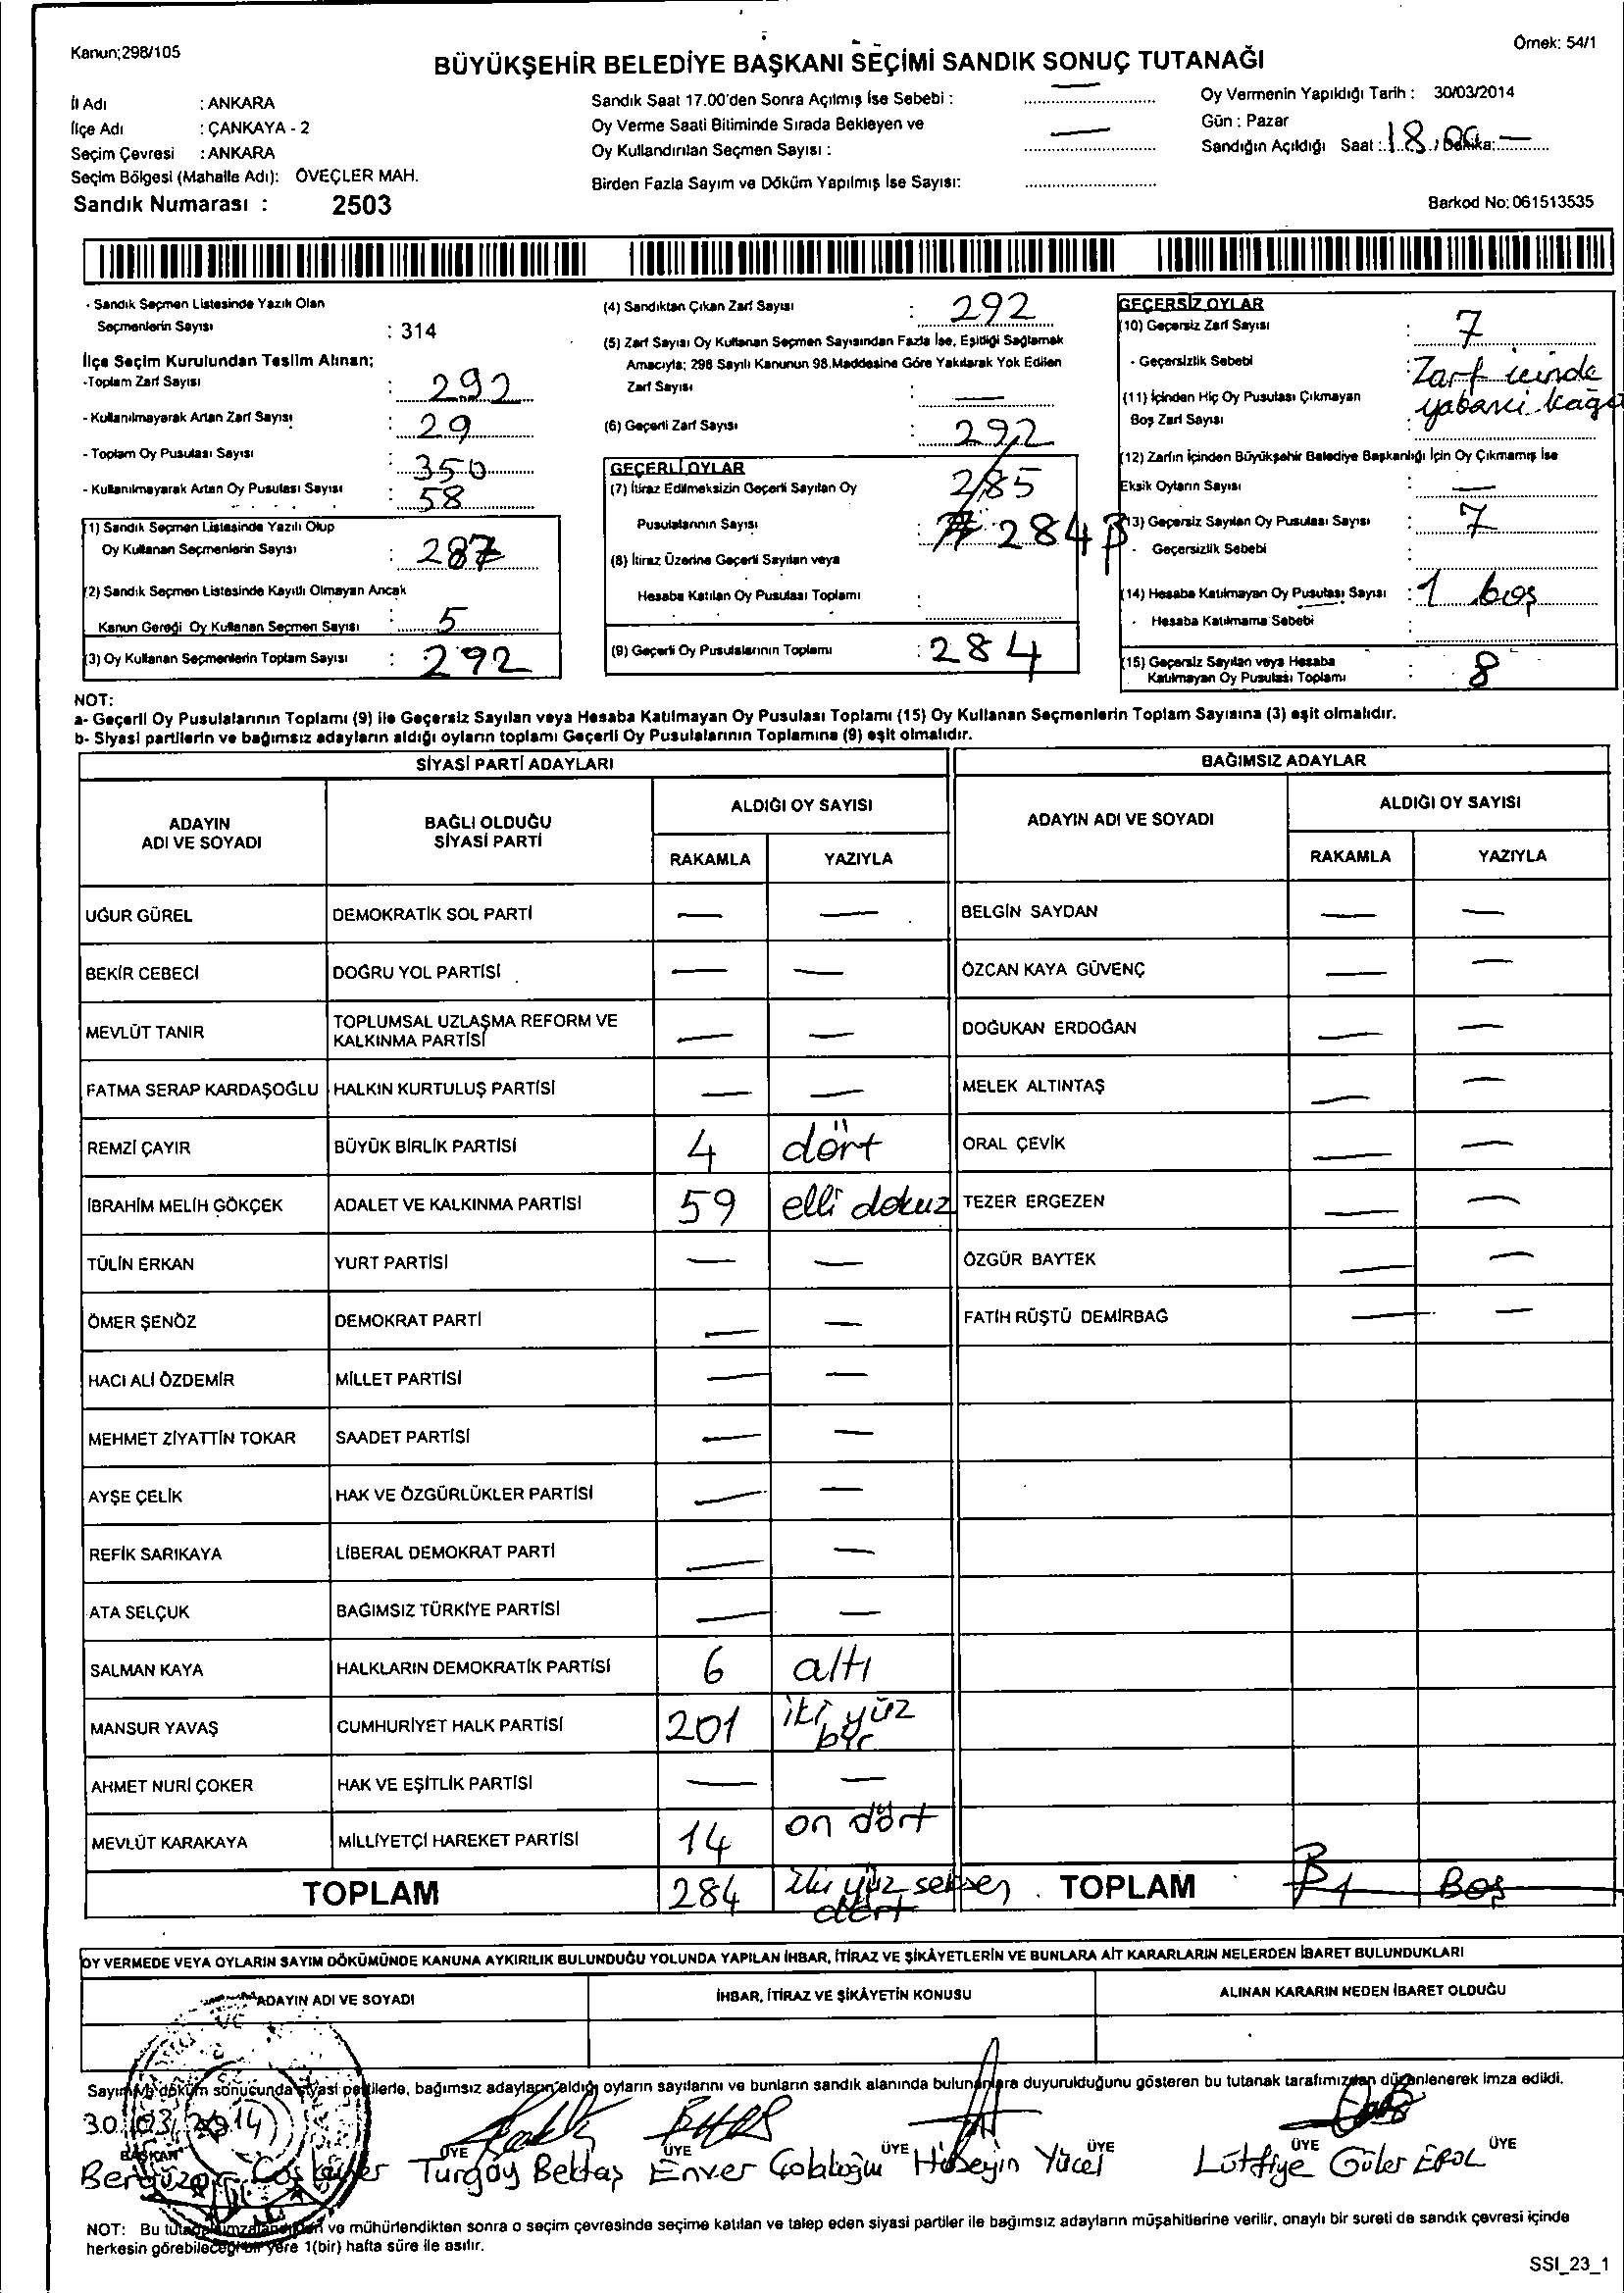 Kanun;298/105
Örnek: 54/1
BÜYÜKŞEHİR BELEDİYE BAŞKANI SEÇİMİ SANDIK SONUÇ TUTANAĞI
İl Adı : ANKARA
İlçe Adı : ÇANKAYA - 2
Seçim Çevresi : ANKARA
Seçim Bölgesi (Mahalle Adı): ÖVEÇLER MAH.
Sandık Numarası : 2503
Sandık Saat 17.00'den Sonra Açılmış İse Sebebi : —
Oy Verme Saati Bitiminde Sırada Bekleyen ve
Oy Kullandırılan Seçmen Sayısı : —
Birden Fazla Sayım ve Döküm Yapılmış İse Sayısı:
Oy Vermenin Yapıldığı Tarih : 30/03/2014
Gün : Pazar
Sandığın Açıldığı Saat : 18.00 / Dakika: —
Barkod No: 061513535
- Sandık Seçmen Listesinde Yazılı Olan
Seçmenlerin Sayısı : 314
İlçe Seçim Kurulundan Teslim Alınan;
-Toplam Zarf Sayısı : 292
- Kullanılmayarak Artan Zarf Sayısı : 29
- Toplam Oy Pusulası Sayısı : 350
- Kullanılmayarak Artan Oy Pusulası Sayısı : 58
(1) Sandık Seçmen Listesinde Yazılı Olup
Oy Kullanan Seçmenlerin Sayısı : 287
(2) Sandık Seçmen Listesinde Kayıtlı Olmayan Ancak
Kanun Gereği Oy Kullanan Seçmen Sayısı : 5
(3) Oy Kullanan Seçmenlerin Toplam Sayısı : 292
(4) Sandıktan Çıkan Zarf Sayısı : 292
(5) Zarf Sayısı Oy Kullanan Seçmen Sayısından Fazla İse, Eşitliği Sağlamak
Amacıyla; 298 Sayılı Kanunun 98.Maddesine Göre Yakılarak Yok Edilen
Zarf Sayısı : —
(6) Geçerli Zarf Sayısı : 292
GEÇERLİ OYLAR
(7) İtiraz Edilmeksizin Geçerli Sayılan Oy 285
Pusulalarının Sayısı : 284
(8) İtiraz Üzerine Geçerli Sayılan veya
Hesaba Katılan Oy Pusulası Toplamı :
(9) Geçerli Oy Pusulalarının Toplamı : 284
GEÇERSİZ OYLAR
(10) Geçersiz Zarf Sayısı : 7
- Geçersizlik Sebebi : Zarf içinde
yabancı kağı
(11) İçinden Hiç Oy Pusulası Çıkmayan
Boş Zarf Sayısı :
(12) Zarfın İçinden Büyükşehir Belediye Başkanlığı İçin Oy Çıkmamış İse
Eksik Oyların Sayısı : —
(13) Geçersiz Sayılan Oy Pusulası Sayısı : 7
- Geçersizlik Sebebi :
(14) Hesaba Katılmayan Oy Pusulası Sayısı : 1 boş
- Hesaba Katılmama Sebebi :
(15) Geçersiz Sayılan veya Hesaba
Katılmayan Oy Pusulası Toplamı : 8
NOT:
a- Geçerli Oy Pusulalarının Toplamı (9) ile Geçersiz Sayılan veya Hesaba Katılmayan Oy Pusulası Toplamı (15) Oy Kullanan Seçmenlerin Toplam Sayısına (3) eşit olmalıdır.
b- Siyasi partilerin ve bağımsız adayların aldığı oyların toplamı Geçerli Oy Pusulalarının Toplamına (9) eşit olmalıdır.
SİYASİ PARTİ ADAYLARI
BAĞIMSIZ ADAYLAR
ADAYIN
ADI VE SOYADI
BAĞLI OLDUĞU
SİYASİ PARTİ
ALDIĞI OY SAYISI
RAKAMLA YAZIYLA
ADAYIN ADI VE SOYADI
ALDIĞI OY SAYISI
RAKAMLA YAZIYLA
UĞUR GÜREL DEMOKRATİK SOL PARTİ — — BELGİN SAYDAN — —
BEKİR CEBECİ DOĞRU YOL PARTİSİ — — ÖZCAN KAYA GÜVENÇ — —
MEVLÜT TANIR TOPLUMSAL UZLAŞMA REFORM VE
KALKINMA PARTİSİ — — DOĞUKAN ERDOĞAN — —
FATMA SERAP KARDAŞOĞLU HALKIN KURTULUŞ PARTİSİ — — MELEK ALTINTAŞ — —
REMZİ ÇAYIR BÜYÜK BİRLİK PARTİSİ 4 dört ORAL ÇEVİK — —
İBRAHİM MELİH GÖKÇEK ADALET VE KALKINMA PARTİSİ 59 elli dokuz TEZER ERGEZEN — —
TÜLİN ERKAN YURT PARTİSİ — — ÖZGÜR BAYTEK — —
ÖMER ŞENÖZ DEMOKRAT PARTİ — — FATİH RÜŞTÜ DEMİRBAĞ — —
HACI ALİ ÖZDEMİR MİLLET PARTİSİ — —
MEHMET ZİYATTİN TOKAR SAADET PARTİSİ — —
AYŞE ÇELİK HAK VE ÖZGÜRLÜKLER PARTİSİ — —
REFİK SARIKAYA LİBERAL DEMOKRAT PARTİ — —
ATA SELÇUK BAĞIMSIZ TÜRKİYE PARTİSİ — —
SALMAN KAYA HALKLARIN DEMOKRATİK PARTİSİ 6 altı
MANSUR YAVAŞ CUMHURİYET HALK PARTİSİ 201 iki yüz
bir
AHMET NURİ ÇOKER HAK VE EŞİTLİK PARTİSİ — —
MEVLÜT KARAKAYA MİLLİYETÇİ HAREKET PARTİSİ 14 on dört
TOPLAM 284 iki yüz seksen
dört
TOPLAM 1 Boş
OY VERMEDE VEYA OYLARIN SAYIM DÖKÜMÜNDE KANUNA AYKIRILIK BULUNDUĞU YOLUNDA YAPILAN İHBAR, İTİRAZ VE ŞİKÂYETLERİN VE BUNLARA AİT KARARLARIN NELERDEN İBARET BULUNDUKLARI
ADAYIN ADI VE SOYADI
İHBAR, İTİRAZ VE ŞİKÂYETİN KONUSU
ALINAN KARARIN NEDEN İBARET OLDUĞU
Sayım ve döküm sonucunda siyasi partilerle, bağımsız adayların aldığı oyların sayılarını ve bunların sandık alanında bulunanlara duyurulduğunu gösteren bu tutanak tarafımızdan düzenlenerek imza edildi.
30.03.2014
BAŞKAN ÜYE ÜYE ÜYE ÜYE ÜYE ÜYE
Turgay Bektaş Enver Hüseyin Yücel Lütfiye Güler EROL
NOT: Bu tutanak imzalandıktan ve mühürlendikten sonra o seçim çevresinde seçime katılan ve talep eden siyasi partiler ile bağımsız adayların müşahitlerine verilir, onaylı bir sureti de sandık çevresi içinde
herkesin görebileceği bir yere 1(bir) hafta süre ile asılır.
SSI_23_1